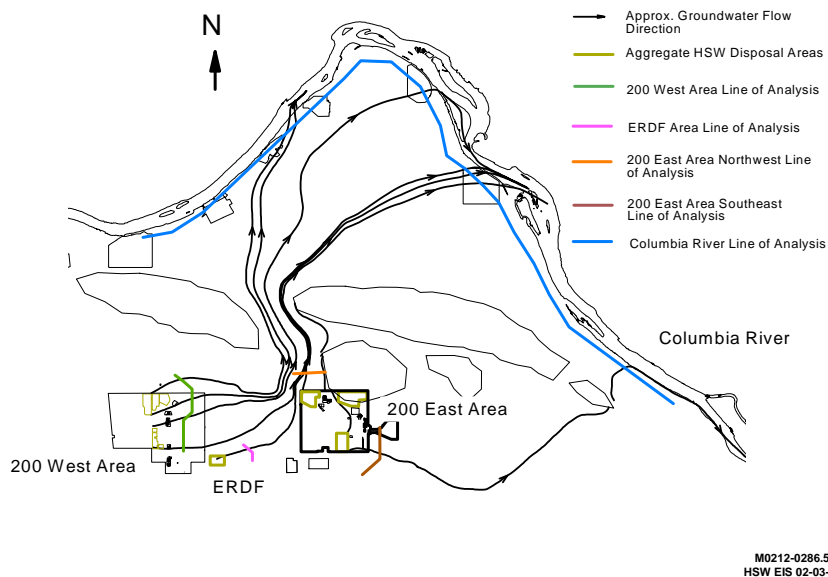 N
Approx. Groundwater Flow
Direction
Aggregate HSW Disposal Areas
200 West Area Line of Analysis
ERDF Area Line of Analysis
200 East Area Northwest Line
of Analysis
200 East Area Southeast
Line of Analysis
Columbia River Line of Analysis
Columbia River
200 East Area
200 West Area
ERDF
M0212-0286.5
HSW EIS 02-03-